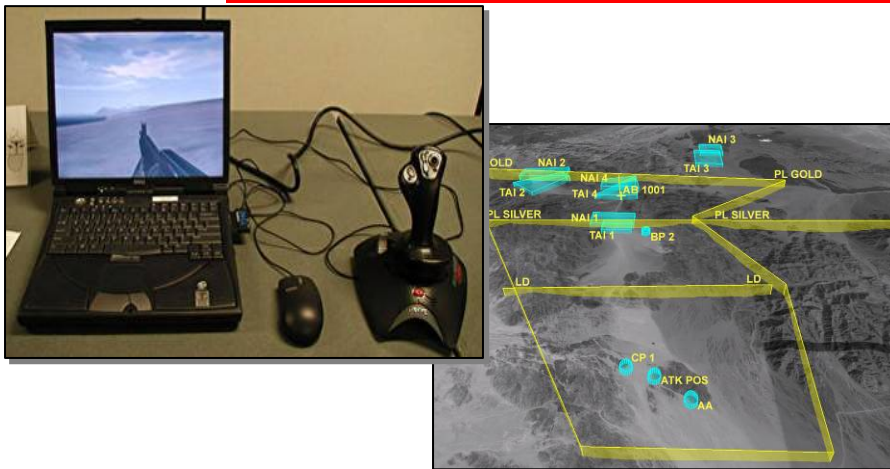 NAI 3
NAI 2
OLD
TAI 3
PL GOLD
NAI 4
TAI 2
TAI 4
AB 1001
PL SILVER
NAI 1
PL SILVER
TAI 1
BP 2
LD
LD
CP 1
ATK POS
AA